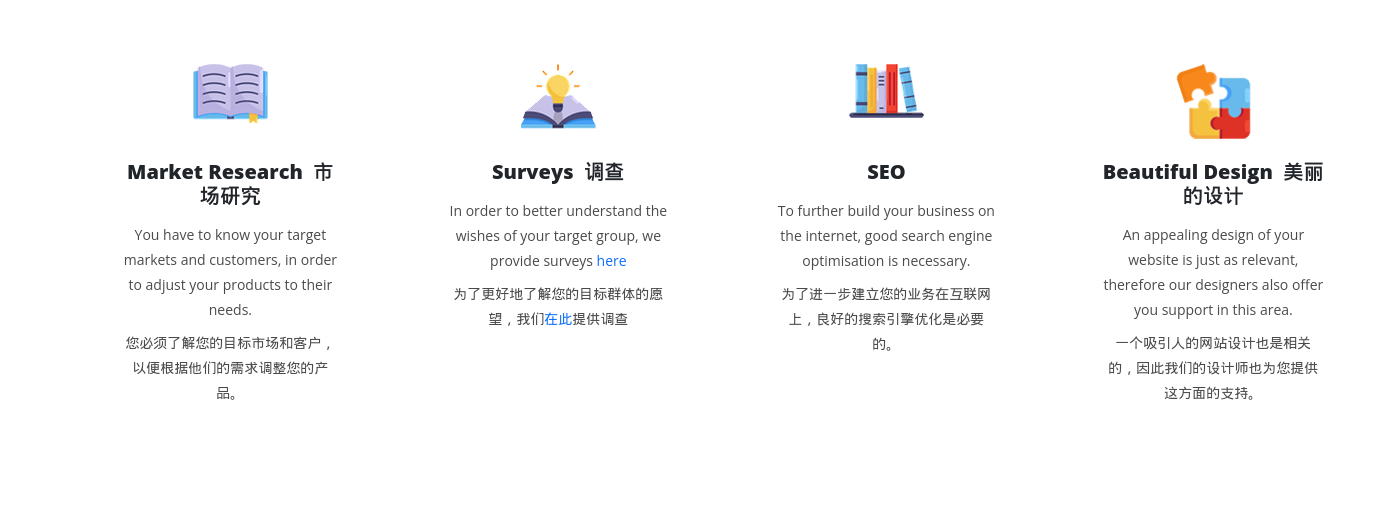 Market Research 市
场研究
You have to know your target
markets and customers, in order
to adjust your products to their
needs.
您必须了解您的目标市场和客户，
以便根据他们的需求调整您的产
品。
Surveys 调查
In order to better understand the
wishes of your target group, we
provide surveys here
为了更好地了解您的目标群体的愿
望，我们在此提供调查
SEO
To further build your business on
the internet, good search engine
optimisation is necessary.
为了进一步建立您的业务在互联网
上，良好的搜索引擎优化是必要
的。
Beautiful Design 美丽
的设计
An appealing design of your
website is just as relevant,
therefore our designers also offer
you support in this area.
一个吸引人的网站设计也是相关
的，因此我们的设计师也为您提供
这方面的支持。